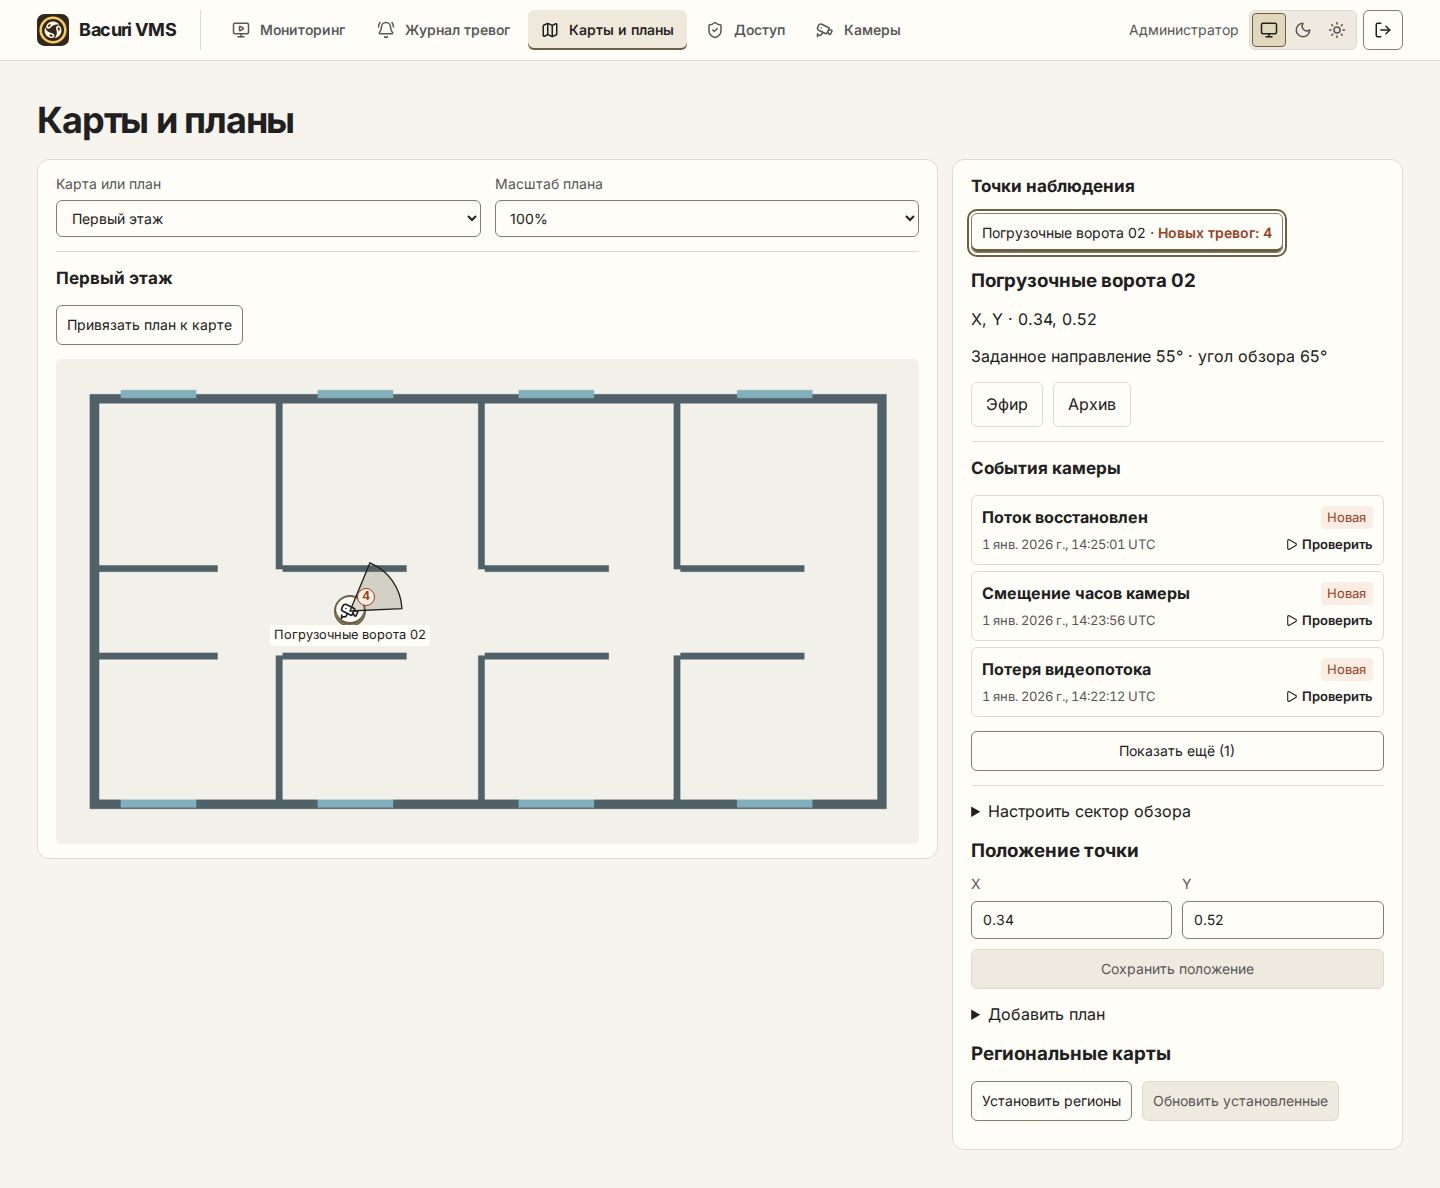 Bacuri VMS
Мониторинг
Журнал тревог
Карты и планы
Доступ
Камеры
Администратор
Карты и планы
Карта или план
Масштаб плана
Первый этаж
100%
Первый этаж
Привязать план к карте
4
Погрузочные ворота 02
Точки наблюдения
Погрузочные ворота 02 · Новых тревог: 4
Погрузочные ворота 02
X, Y · 0.34, 0.52
Заданное направление 55° · угол обзора 65°
Эфир
Архив
События камеры
Поток восстановлен
Новая
1 янв. 2026 г., 14:25:01 UTC
Проверить
Смещение часов камеры
Новая
1 янв. 2026 г., 14:23:56 UTC
Проверить
Потеря видеопотока
Новая
1 янв. 2026 г., 14:22:12 UTC
Проверить
Показать ещё (1)
Настроить сектор обзора
Положение точки
X
Y
0.34
0.52
Сохранить положение
Добавить план
Региональные карты
Установить регионы
Обновить установленные